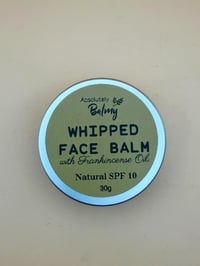 Absolutely
Balmy
WHIPPED
FACE BALM
with Frankincense Oil
Natural SPF 10
30g